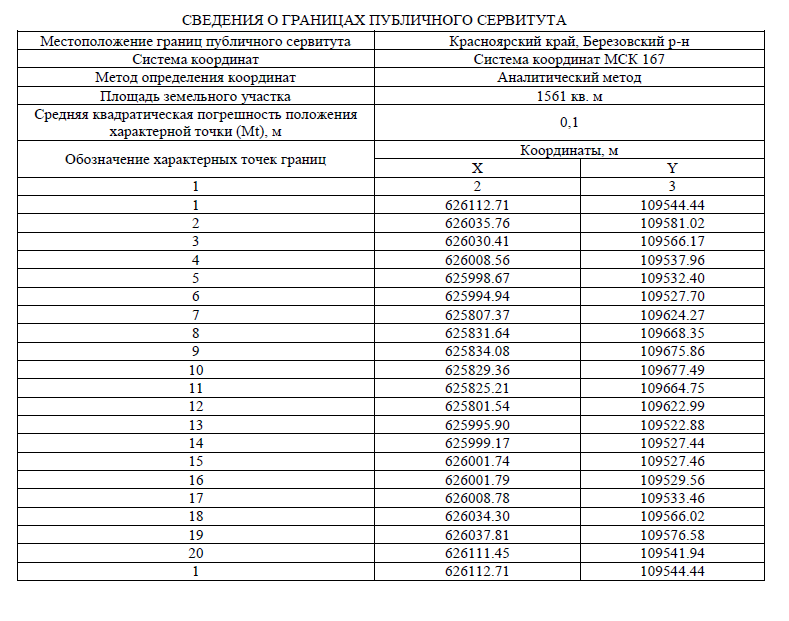 СВЕДЕНИЯ О ГРАНИЦАХ ПУБЛИЧНОГО СЕРВИТУТА
Местоположение границ публичного сервитута Красноярский край, Березовский р-н
Система координат Система координат МСК 167
Метод определения координат Аналитический метод
Площадь земельного участка 1561 кв. м
Средняя квадратическая погрешность положения
характерной точки (Mt), м 0,1
Обозначение характерных точек границ Координаты, м
X Y
1 2 3
1 626112.71 109544.44
2 626035.76 109581.02
3 626030.41 109566.17
4 626008.56 109537.96
5 625998.67 109532.40
6 625994.94 109527.70
7 625807.37 109624.27
8 625831.64 109668.35
9 625834.08 109675.86
10 625829.36 109677.49
11 625825.21 109664.75
12 625801.54 109622.99
13 625995.90 109522.88
14 625999.17 109527.44
15 626001.74 109527.46
16 626001.79 109529.56
17 626008.78 109533.46
18 626034.30 109566.02
19 626037.81 109576.58
20 626111.45 109541.94
1 626112.71 109544.44